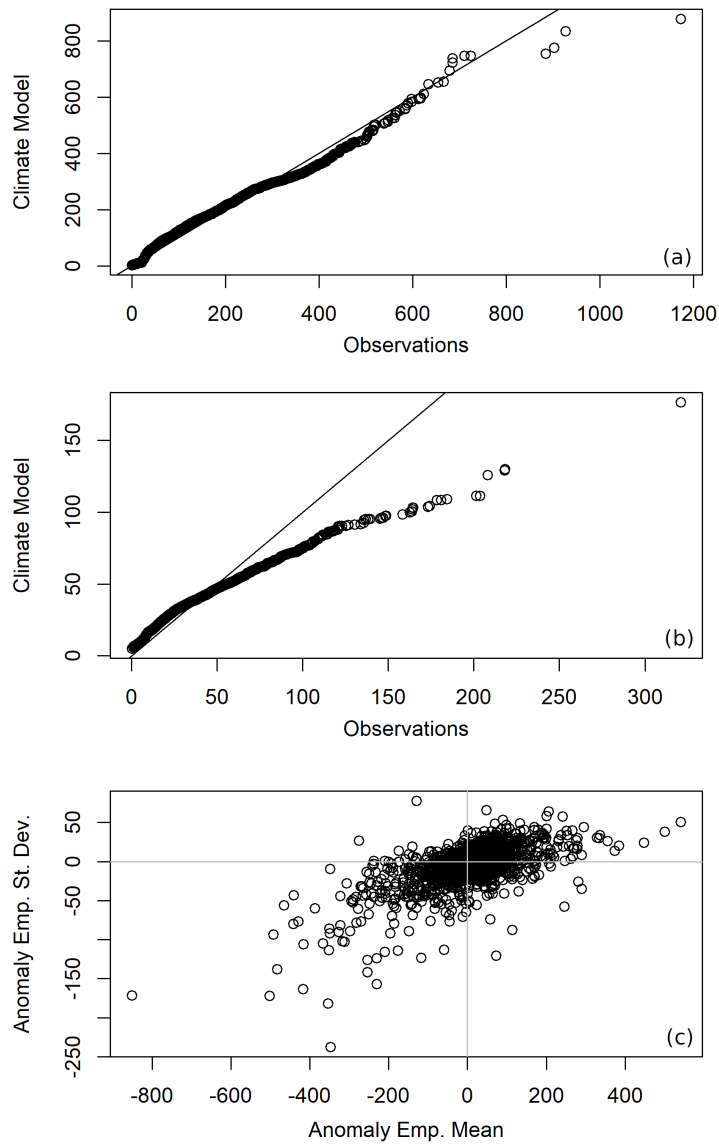 800
600
400
200
0
Climate Model
(a)
0 200 400 600 800 1000 1200
Observations
150
100
50
0
Climate Model
(b)
0 50 100 150 200 250 300
Observations
50
0
-50
-150
-250
Anomaly Emp. St. Dev.
(c)
-800 -600 -400 -200 0 200 400
Anomaly Emp. Mean